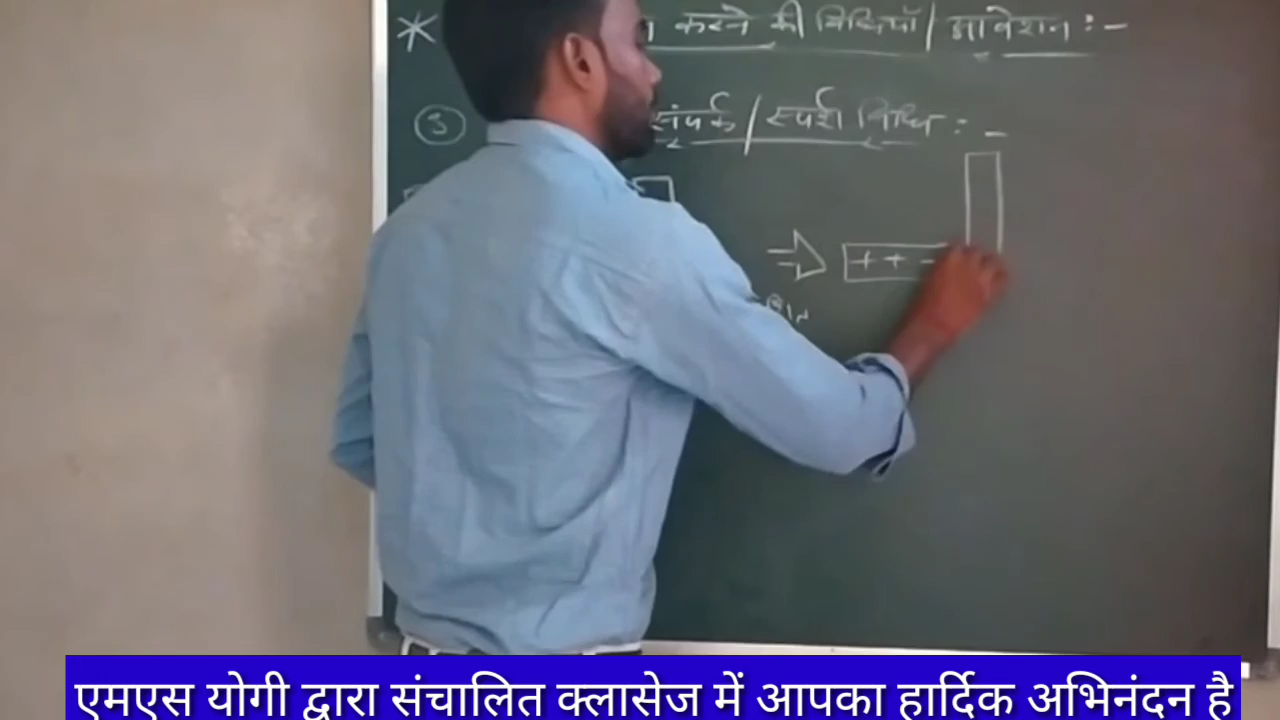 * करने की विधियाँ / आवेशन :-
③ संपर्क / स्पर्श विधि : -
+ + -
एमएस योगी द्वारा संचालित क्लासेज में आपका हार्दिक अभिनंदन है